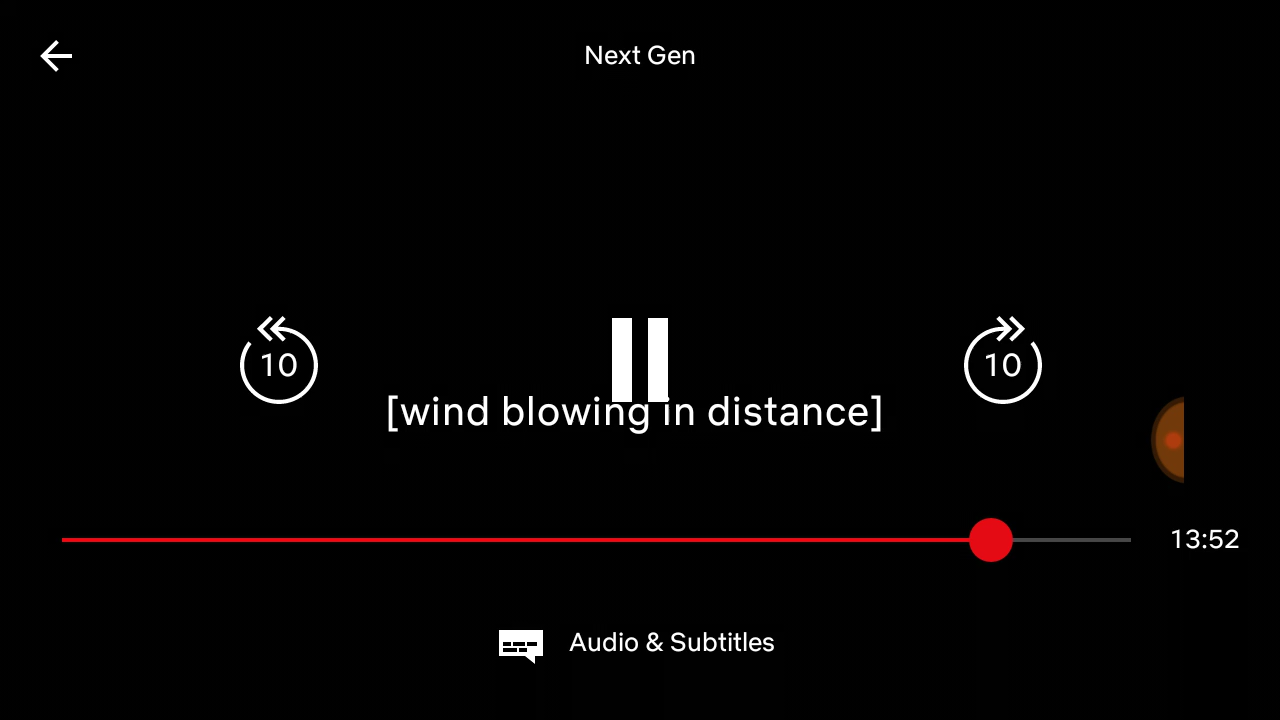 Next Gen
10
10
[wind blowing in distance]
13:52
Audio & Subtitles